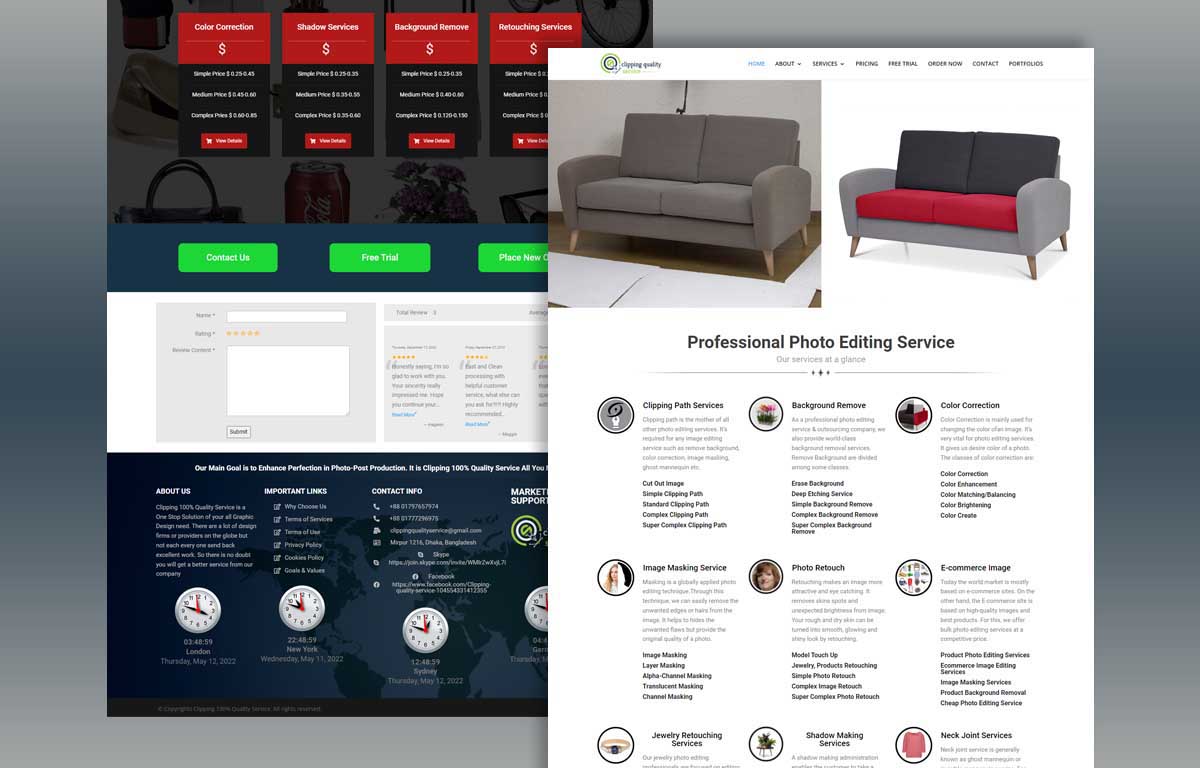 Color Correction
$
Simple Price $ 0.25-0.45
Medium Price $ 0.45-0.60
Complex Pries $ 0.60-0.85
View Details
Shadow Services
$
Simple Price $ 0.25-0.35
Medium Price $ 0.35-0.55
Complex Price $ 0.35-0.60
View Details
Background Remove
$
Simple Price $ 0.25-0.35
Medium Price $ 0.40-0.60
Complex Price $ 0.120-0.150
View Details
Retouching Services
$
Simple Price $ 0.
Medium Price $
Complex Price $
View
Coca
Contact Us
Free Trial
Place New
Name *
Rating *
Review Content *
Submit
Total Review 3
Average
Thursday, September 17, 2020
Honestly saying, I'm so
glad to work with you.
Your sincerity really
impressed me. Hope
you continue your...
Read More
Friday, September 27, 2020
Fast and Clean
processing with
helpful customer
service, what else can
you ask for?!!!! Highly
recommended...
Read More
- Maggie
Our Main Goal is to Enhance Perfection in Photo-Post Production. It is Clipping 100% Quality Service All You
ABOUT US
Clipping 100% Quality Service is a
One Stop Solution of your all Graphic
Design need. There are a lot of design
firms or providers on the globe but
not each every one send back
excellent work. So there is no doubt
you will get a better service from our
company
IMPORTANT LINKS
Why Choose Us
Terms of Services
Terms of Use
Privacy Policy
Cookies Policy
Goals & Values
CONTACT INFO
+88 01797657974
+88 01777296975
clippingqualityservice@gmail.com
Mirpur 1216, Dhaka, Bangladesh
Skype
https://join.skype.com/invite/WMlrZwXvjL7l
Facebook
https://www.facebook.com/Clipping-
quality-service-104554331412355
MARKET
SUPPORT
03:48:59
London
Thursday, May 12, 2022
22:48:59
New York
Wednesday, May 11, 2022
12:48:59
Sydney
Thursday, May 12, 2022
© Copyrights Clipping 100% Quality Service. All rights reserved.
clipping quality
service
HOME
ABOUT
SERVICES
PRICING
FREE TRIAL
ORDER NOW
CONTACT
PORTFOLIOS
Professional Photo Editing Service
Our services at a glance
Clipping Path Services
Clipping path is the mother of all
other photo editing services. It's
required for any image editing
service such as remove background,
color correction, image masking,
ghost mannequin etc.
Cut Out Image
Simple Clipping Path
Standard Clipping Path
Complex Clipping Path
Super Complex Clipping Path
Background Remove
As a professional photo editing
service & outsourcing company, we
also provide world-class
background removal services.
Remove Background are divided
among some classes.
Erase Background
Deep Etching Service
Simple Background Remove
Complex Background Remove
Super Complex Background
Remove
Color Correction
Color Correction is mainly used for
changing the color ofan image. It's
very vital for photo editing services.
It gives us desire color of a photo.
The classes of color correction are:
Color Correction
Color Enhancement
Color Matching/Balancing
Color Brightening
Color Create
Image Masking Service
Masking is a globally applied photo
editing technique.Through this
technique, we can easily remove the
unwanted edges or hairs from the
image. It helps to hides the
unwanted flaws but provide the
original quality of a photo.
Image Masking
Layer Masking
Alpha-Channel Masking
Translucent Masking
Channel Masking
Photo Retouch
Retouching makes an image more
attractive and eye catching. It
removes skins spots and
unexpected brightness from image.
Your rough and dry skin can be
turned into smooth, glowing and
shiny look by retouching.
Model Touch Up
Jewelry, Products Retouching
Simple Photo Retouch
Complex Image Retouch
Super Complex Photo Retouch
E-commerce Image
Today the world market is mostly
based on e-commerce sites. On the
other hand, the E-commerce site is
based on high-quality images and
best products. For this, we offer
bulk photo editing services at a
competitive price.
Product Photo Editing Services
Ecommerce Image Editing
Services
Image Masking Services
Product Background Removal
Cheap Photo Editing Service
Jewelry Retouching
Services
Our jewelry photo editing
Shadow Making
Services
A shadow making administration
Neck Joint Services
Neck joint service is generally
known as ghost mannequin or